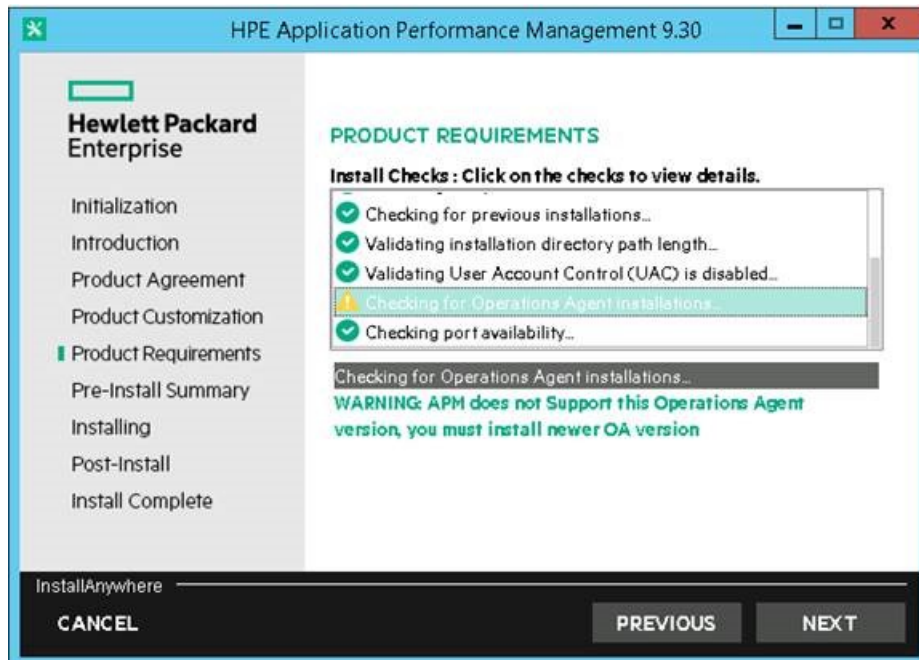 HPE Application Performance Management 9.30
Hewlett Packard
Enterprise
Initialization
Introduction
Product Agreement
Product Customization
Product Requirements
Pre-Install Summary
Installing
Post-Install
Install Complete
PRODUCT REQUIREMENTS
Install Checks : Click on the checks to view details.
Checking for previous installations...
Validating installation directory path length...
Validating User Account Control (UAC) is disabled...
Checking for Operations Agent installations...
Checking port availability...
Checking for Operations Agent installations...
WARNING: APM does not Support this Operations Agent
version, you must install newer OA version
InstallAnywhere
CANCEL
PREVIOUS
NEXT